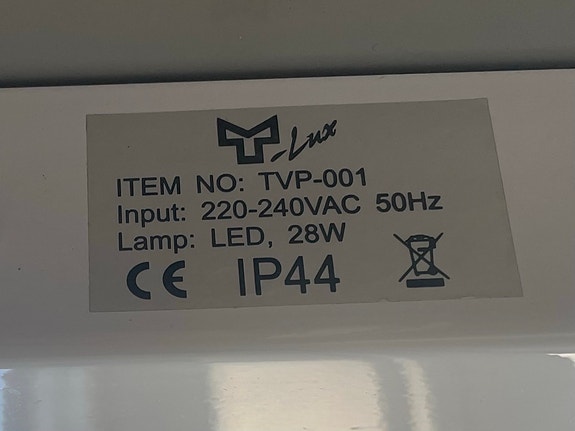 -Lux
ITEM NO: TVP-001
Input: 220-240VAC 50Hz
Lamp: LED, 28W
CE IP44